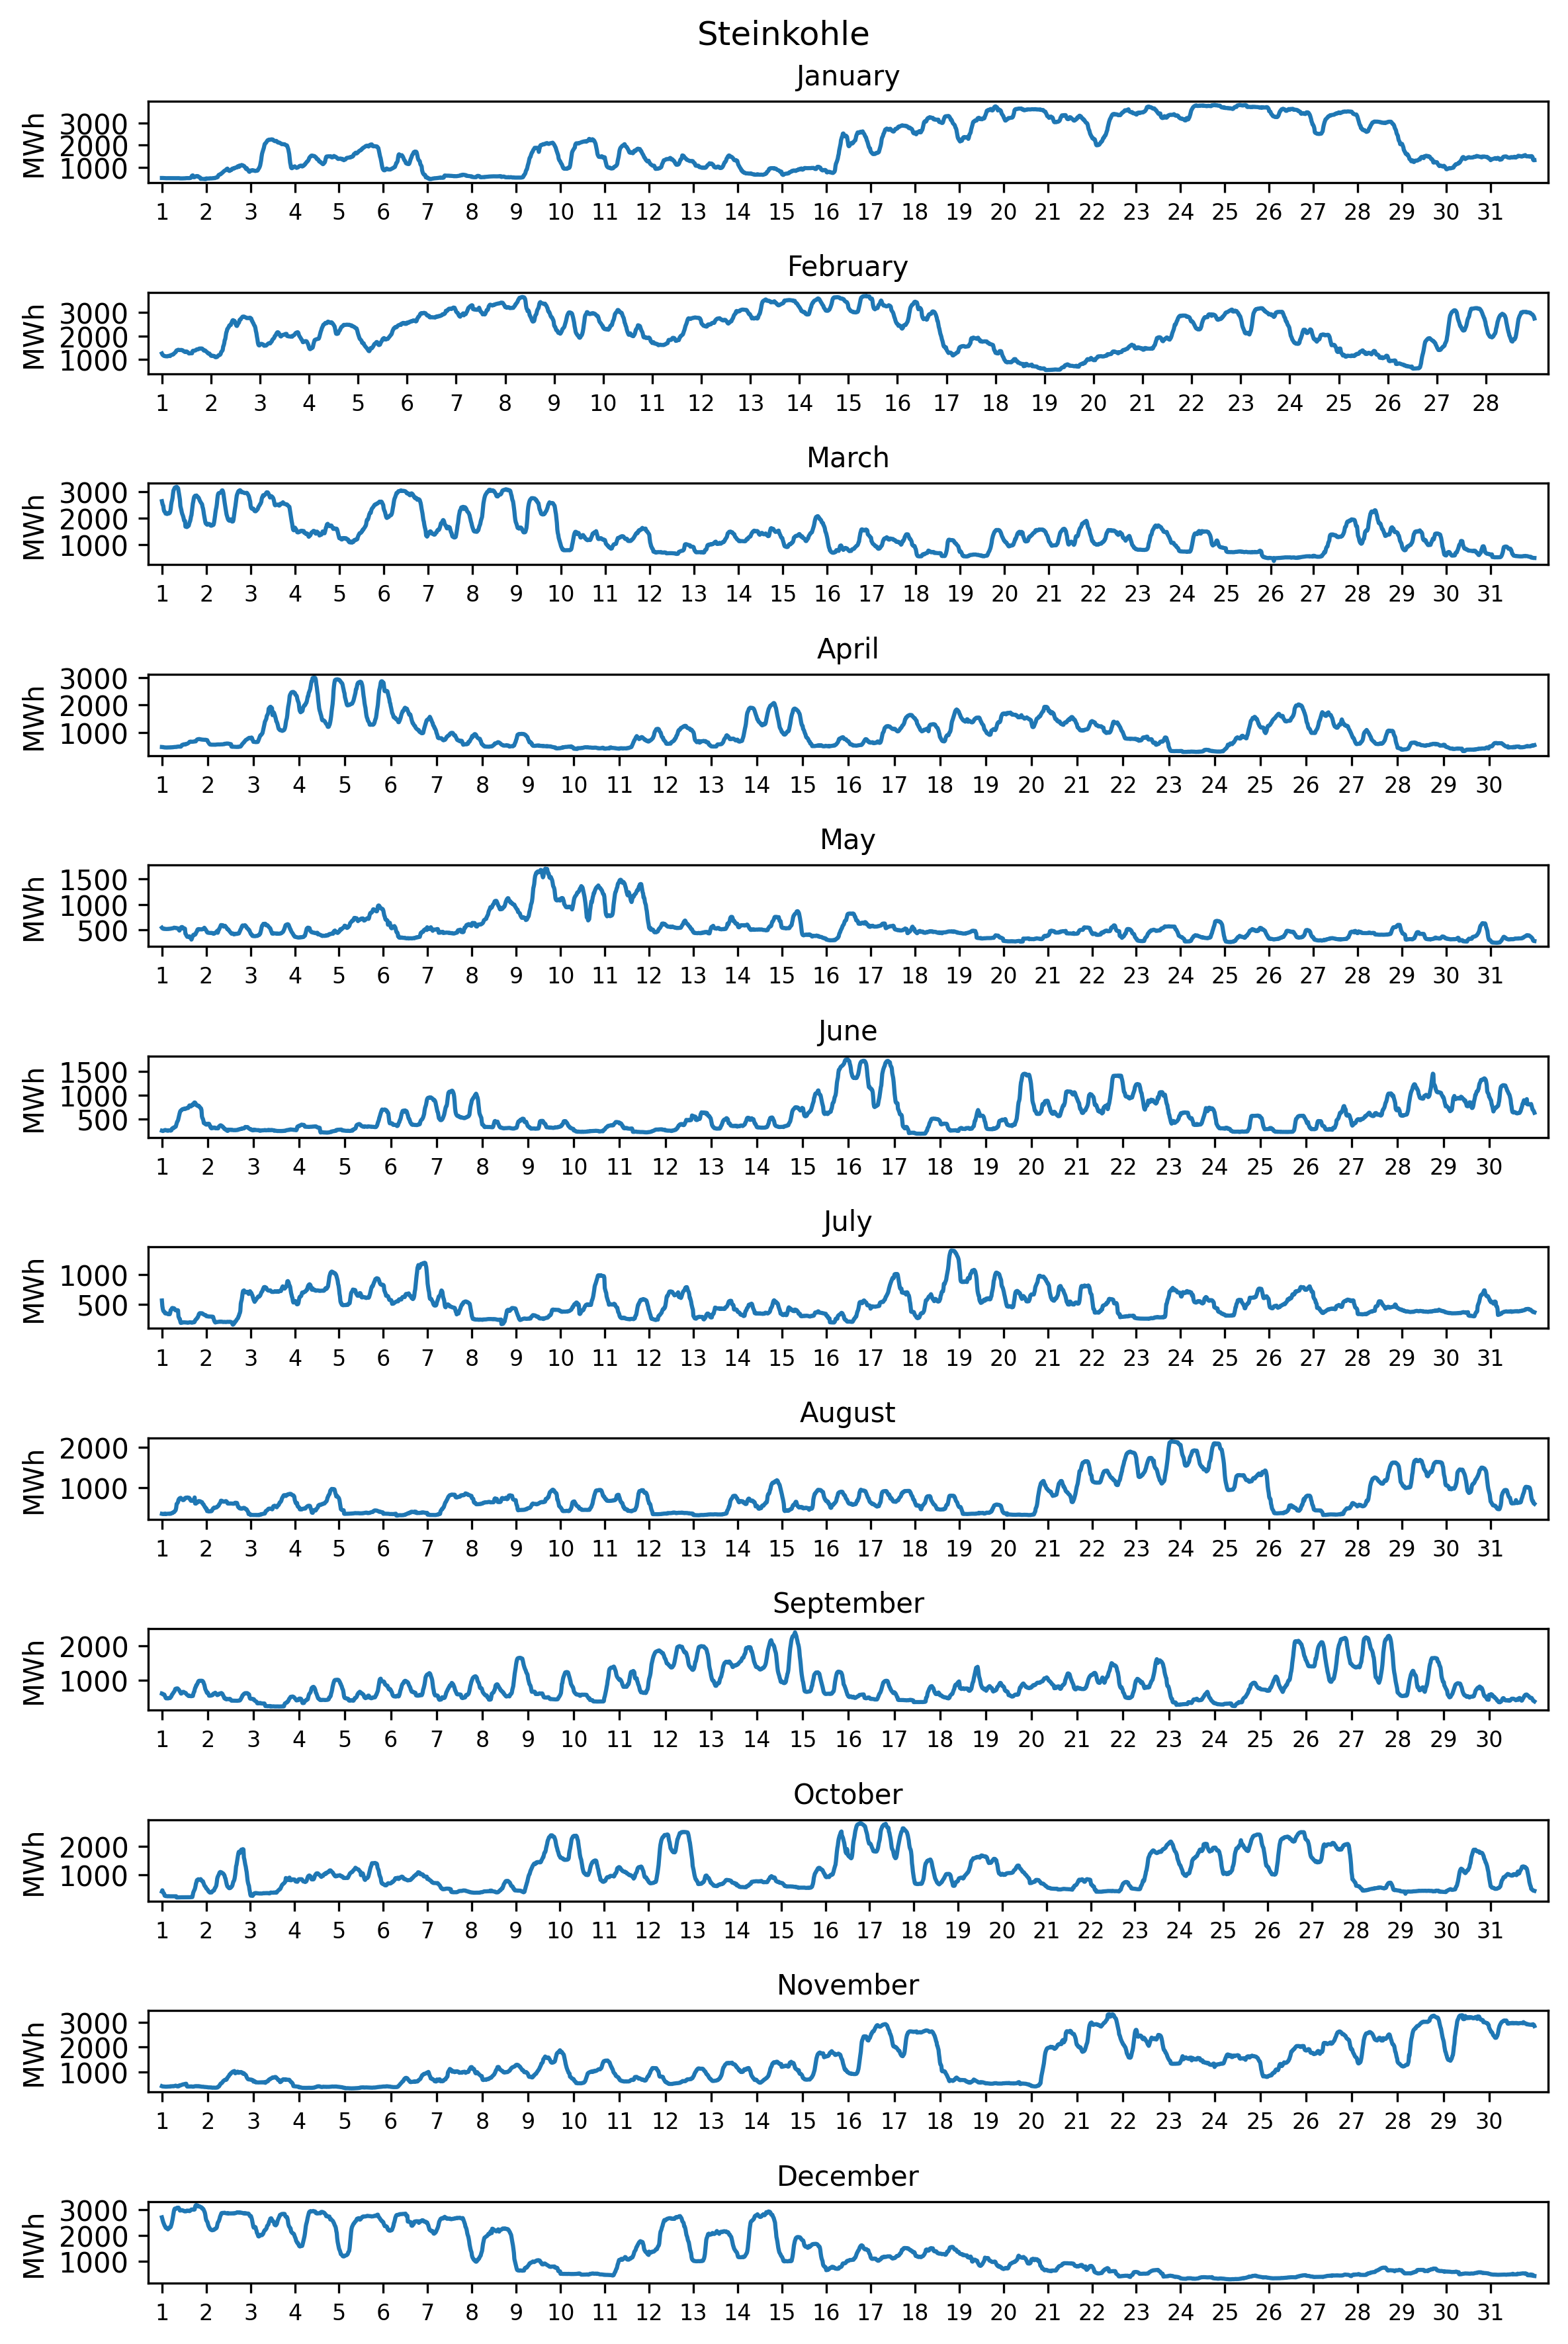 Steinkohle
January
MWh
3000
2000
1000
1 2 3 4 5 6 7 8 9 10 11 12 13 14 15 16 17 18 19 20 21 22 23 24 25 26 27 28 29 30 31
February
MWh
3000
2000
1000
1 2 3 4 5 6 7 8 9 10 11 12 13 14 15 16 17 18 19 20 21 22 23 24 25 26 27 28
March
MWh
3000
2000
1000
1 2 3 4 5 6 7 8 9 10 11 12 13 14 15 16 17 18 19 20 21 22 23 24 25 26 27 28 29 30 31
April
MWh
3000
2000
1000
1 2 3 4 5 6 7 8 9 10 11 12 13 14 15 16 17 18 19 20 21 22 23 24 25 26 27 28 29 30
May
MWh
1500
1000
500
1 2 3 4 5 6 7 8 9 10 11 12 13 14 15 16 17 18 19 20 21 22 23 24 25 26 27 28 29 30 31
June
MWh
1500
1000
500
1 2 3 4 5 6 7 8 9 10 11 12 13 14 15 16 17 18 19 20 21 22 23 24 25 26 27 28 29 30
July
MWh
1000
500
1 2 3 4 5 6 7 8 9 10 11 12 13 14 15 16 17 18 19 20 21 22 23 24 25 26 27 28 29 30 31
August
MWh
2000
1000
1 2 3 4 5 6 7 8 9 10 11 12 13 14 15 16 17 18 19 20 21 22 23 24 25 26 27 28 29 30 31
September
MWh
2000
1000
1 2 3 4 5 6 7 8 9 10 11 12 13 14 15 16 17 18 19 20 21 22 23 24 25 26 27 28 29 30
October
MWh
2000
1000
1 2 3 4 5 6 7 8 9 10 11 12 13 14 15 16 17 18 19 20 21 22 23 24 25 26 27 28 29 30 31
November
MWh
3000
2000
1000
1 2 3 4 5 6 7 8 9 10 11 12 13 14 15 16 17 18 19 20 21 22 23 24 25 26 27 28 29 30
December
MWh
3000
2000
1000
1 2 3 4 5 6 7 8 9 10 11 12 13 14 15 16 17 18 19 20 21 22 23 24 25 26 27 28 29 30 31